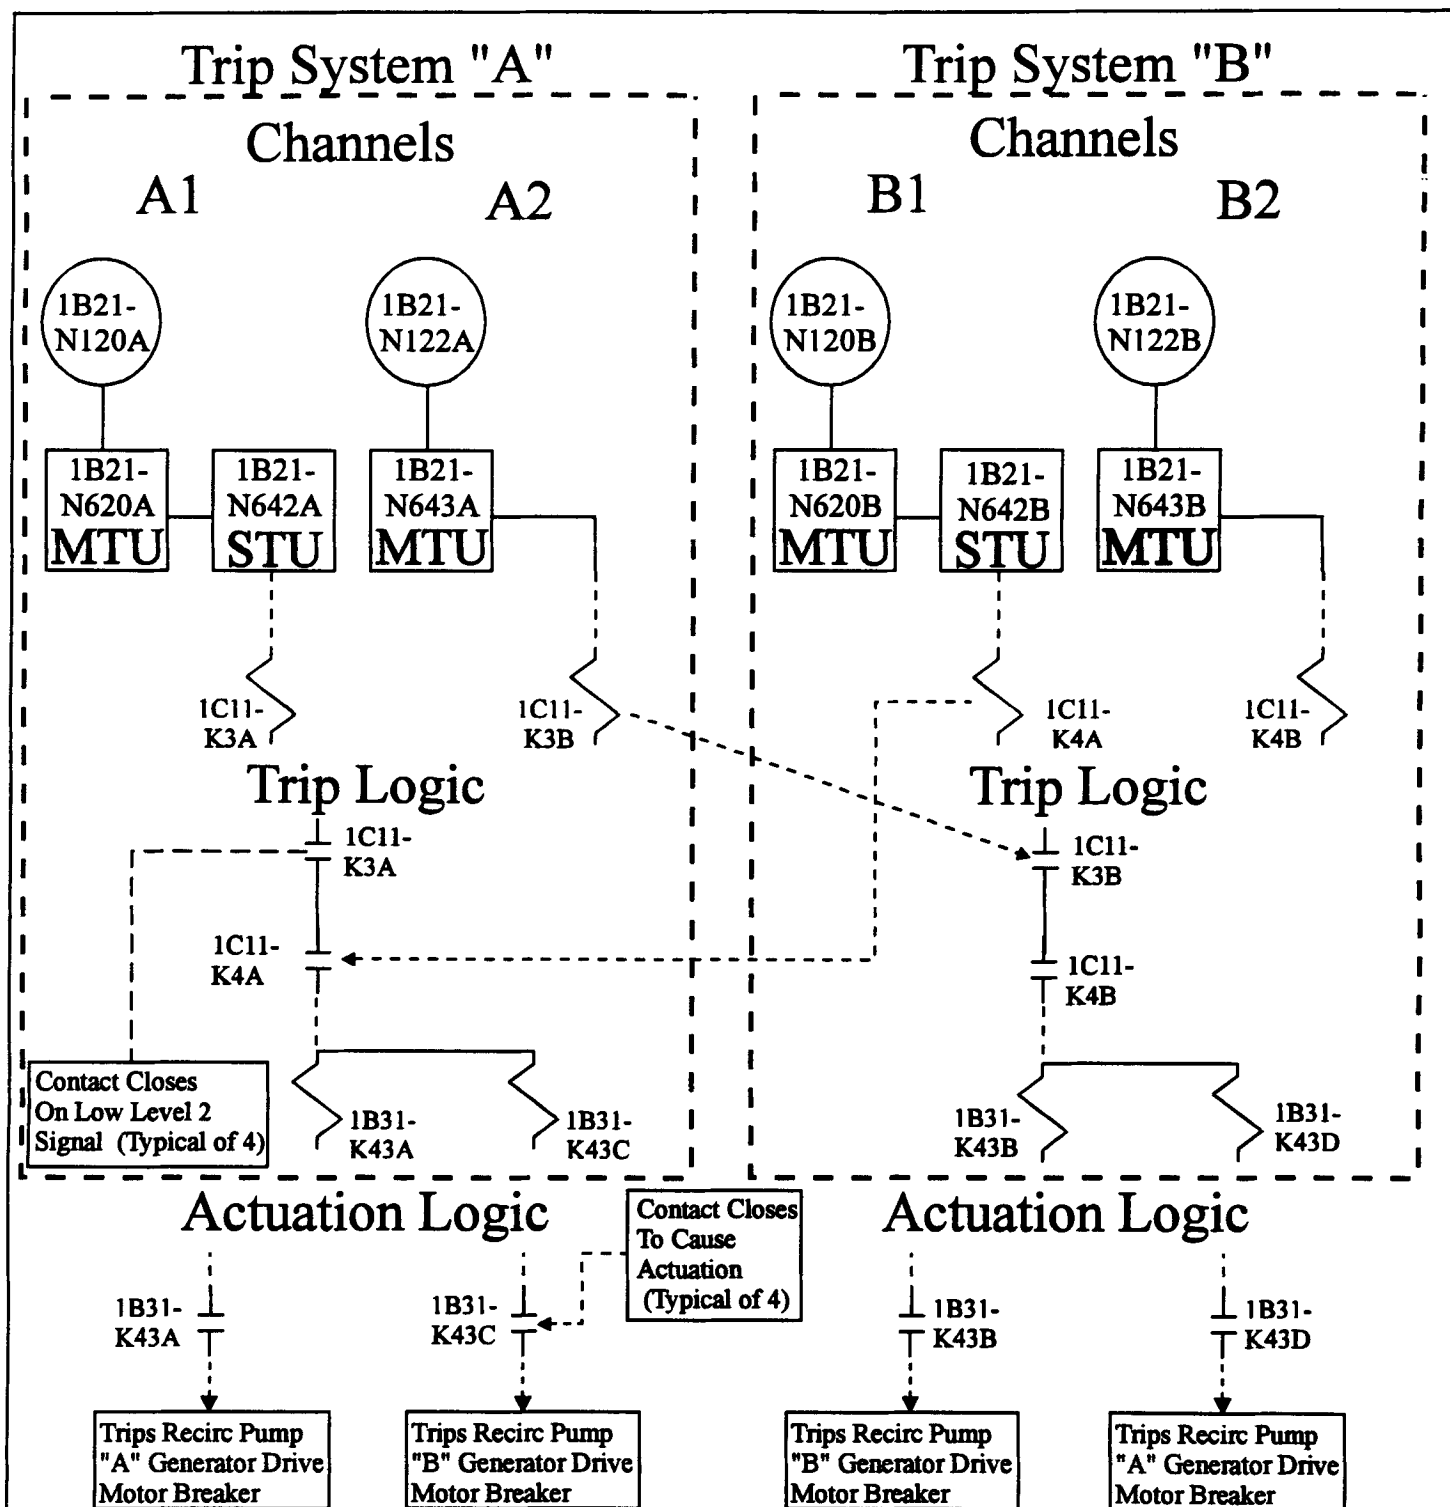 Trip System "A"
Trip System "B"
Channels
Channels
A1
A2
B1
B2
1B21-
N120A
1B21-
N122A
1B21-
N120B
1B21-
N122B
1B21-
N620A
MTU
1B21-
N642A
STU
1B21-
N643A
MTU
1B21-
N620B
MTU
1B21-
N642B
STU
1B21-
N643B
MTU
1C11-
K3A
1C11-
K3B
1C11-
K4A
1C11-
K4B
Trip Logic
Trip Logic
1C11-
K3A
1C11-
K3B
1C11-
K4A
1C11-
K4B
Contact Closes
On Low Level 2
Signal (Typical of 4)
1B31-
K43A
1B31-
K43C
1B31-
K43B
1B31-
K43D
Actuation Logic
Contact Closes
To Cause
Actuation
(Typical of 4)
Actuation Logic
1B31-
K43A
1B31-
K43C
1B31-
K43B
1B31-
K43D
Trips Recirc Pump
"A" Generator Drive
Motor Breaker
Trips Recirc Pump
"B" Generator Drive
Motor Breaker
Trips Recirc Pump
"B" Generator Drive
Motor Breaker
Trips Recirc Pump
"A" Generator Drive
Motor Breaker